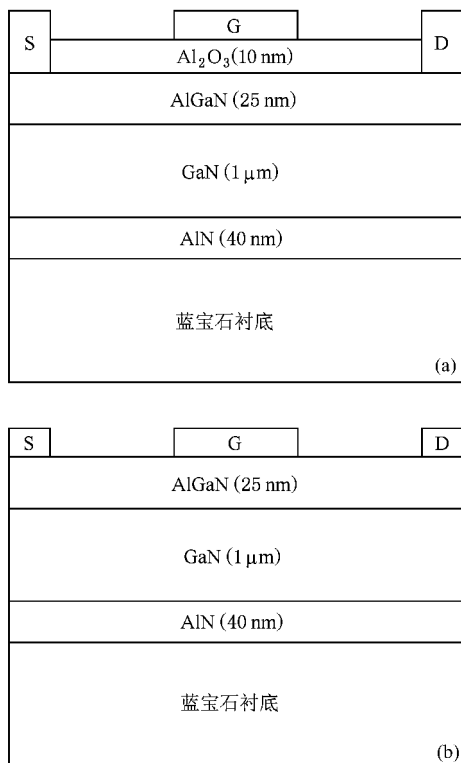 G
S
D
Al₂O₃(10 nm)
AlGaN (25 nm)
GaN (1 μm)
AlN (40 nm)
蓝宝石衬底
(a)
S
G
D
AlGaN (25 nm)
GaN (1 μm)
AlN (40 nm)
蓝宝石衬底
(b)